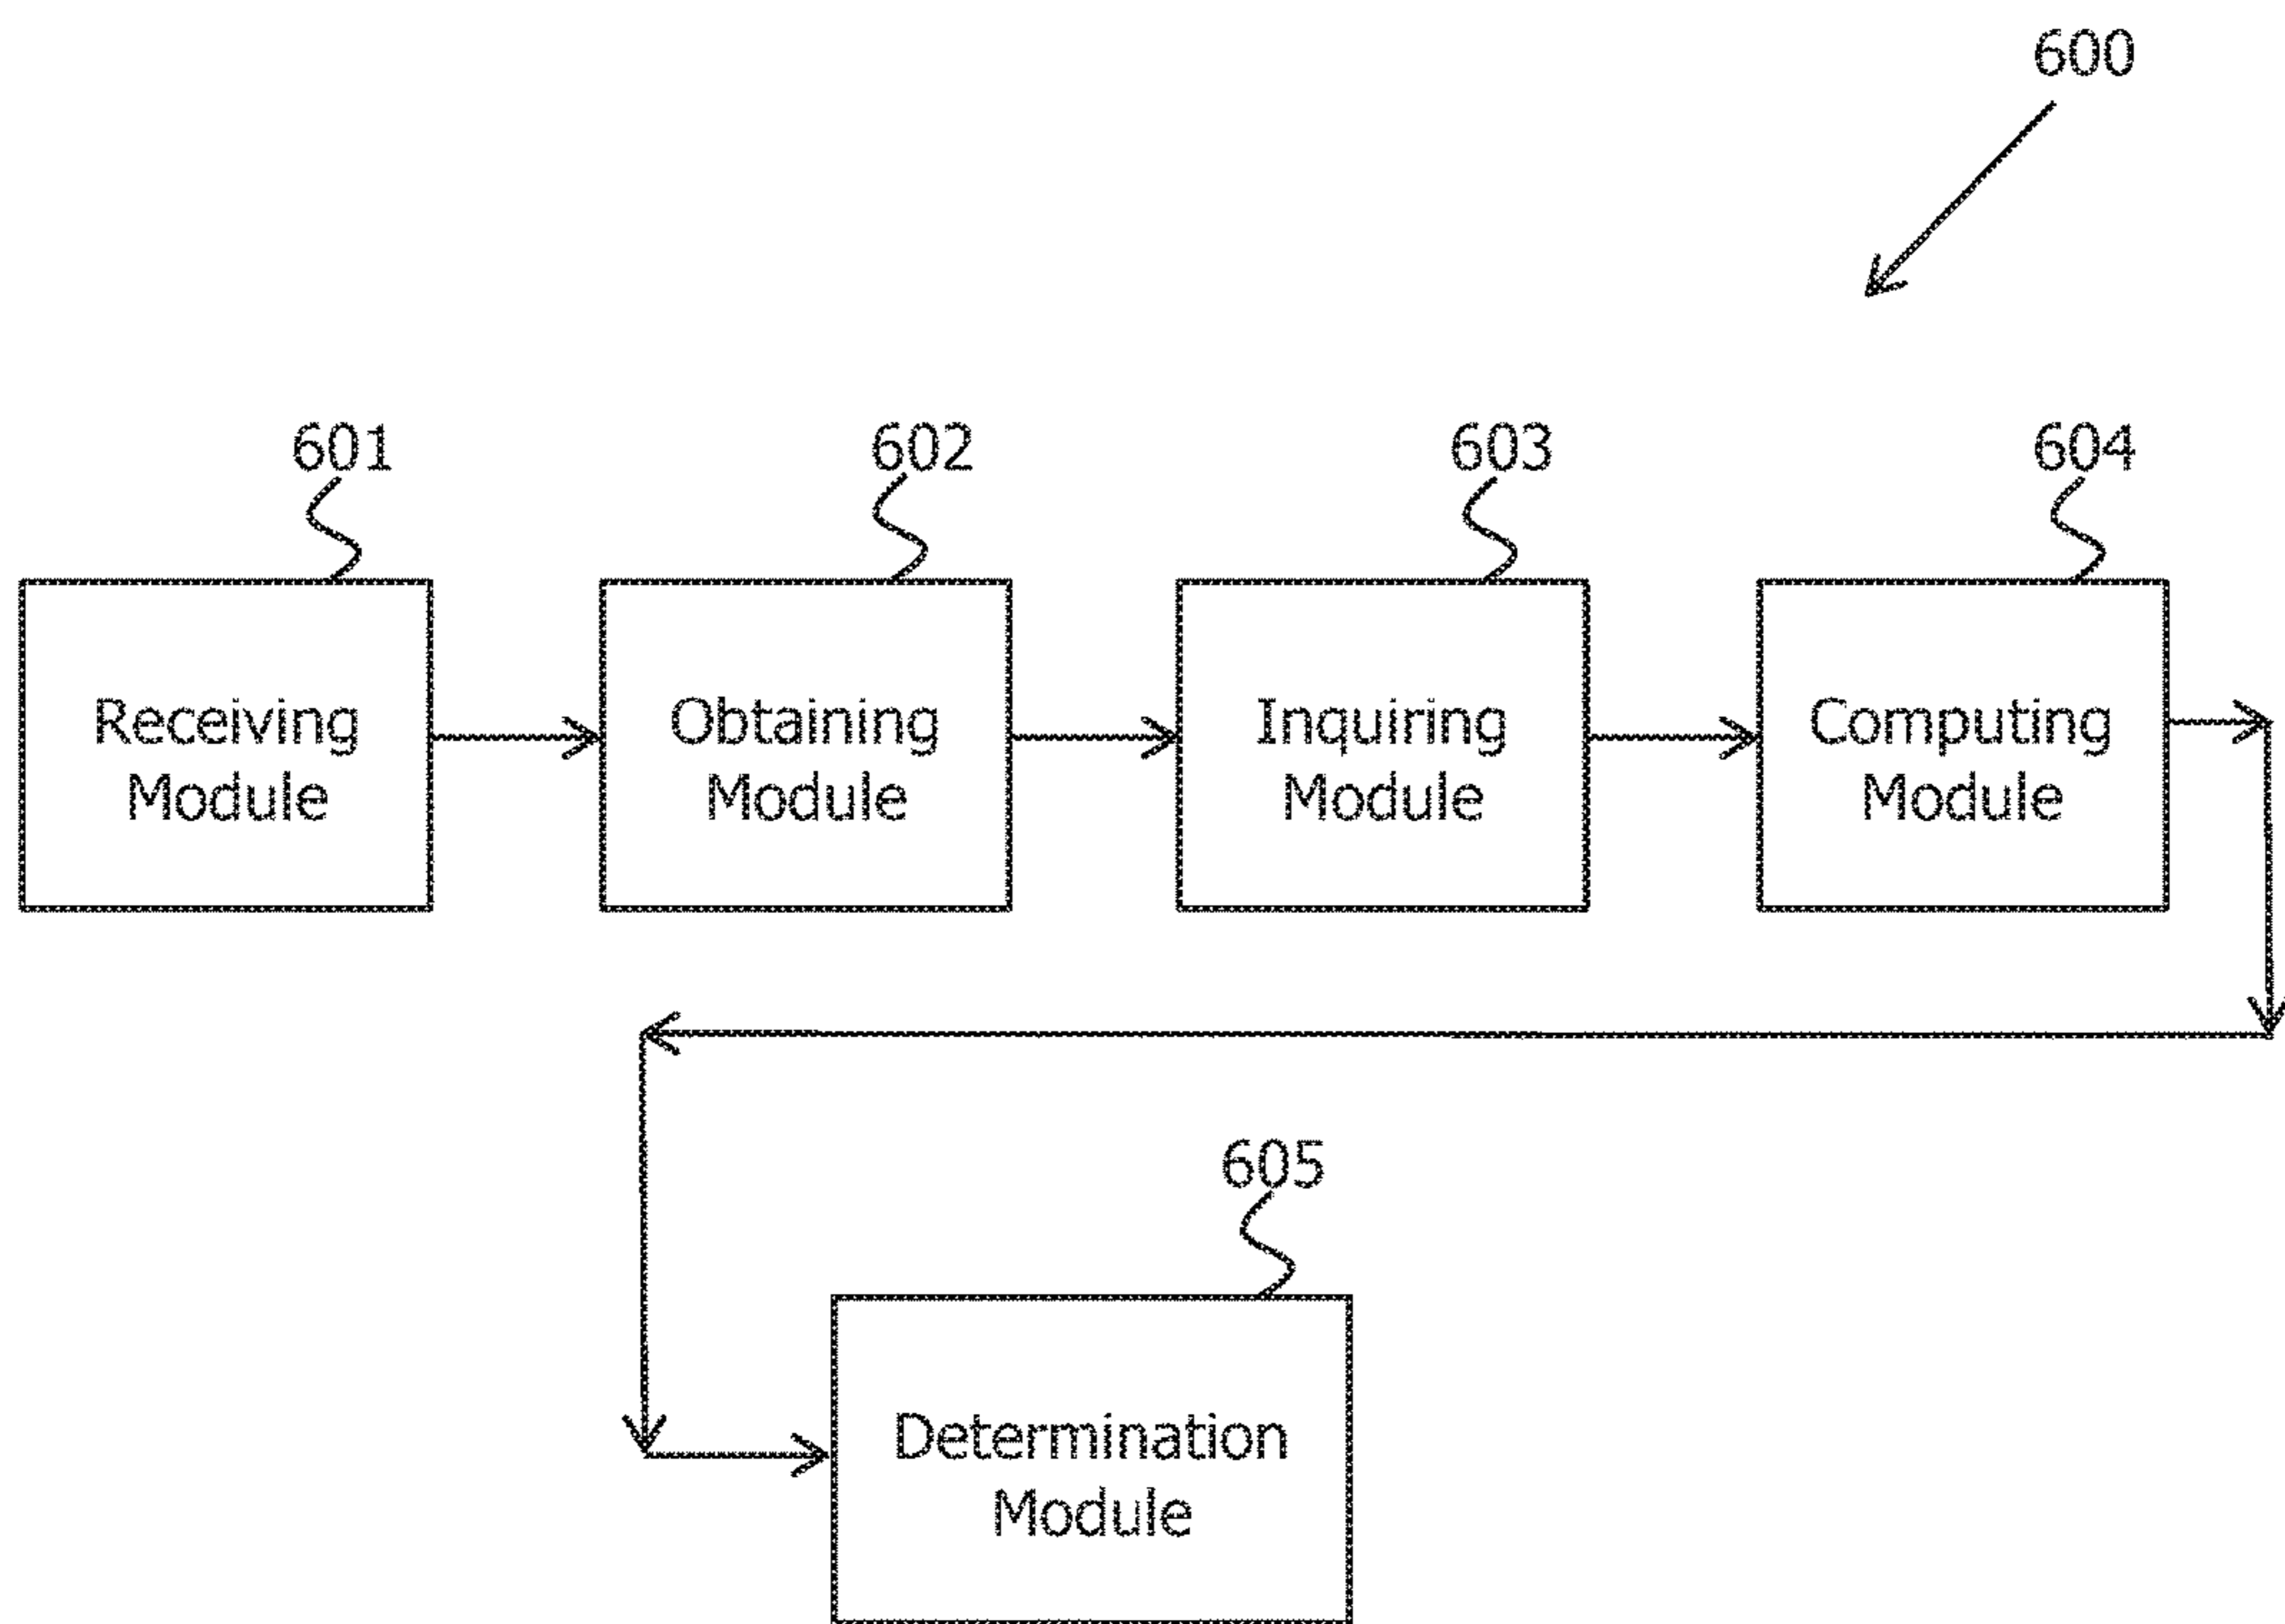 600
601
602
603
604
Receiving
Module
Obtaining
Module
Inquiring
Module
Computing
Module
605
Determination
Module